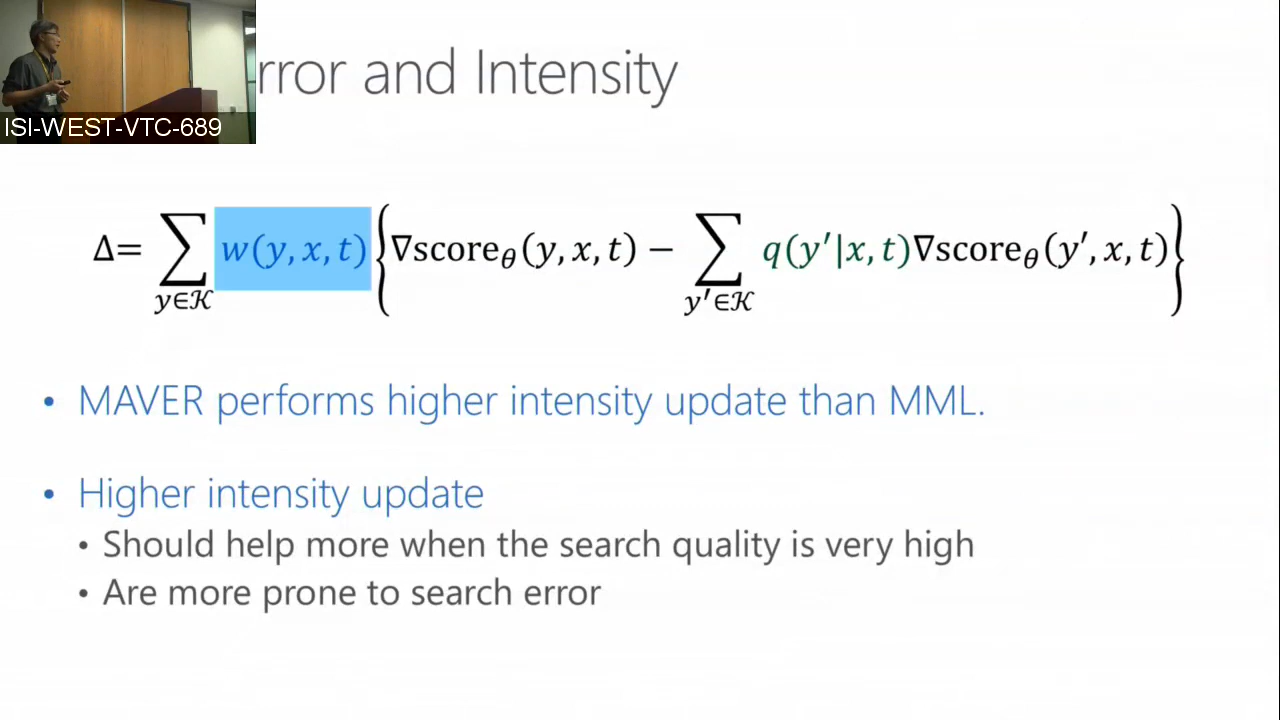 rror and Intensity
ISI-WEST-VTC-689
Δ= ∑_{y∈𝒦} w(y, x, t) {∇score_θ(y, x, t) − ∑_{y′∈𝒦} q(y′|x, t)∇score_θ(y′, x, t)}
• MAVER performs higher intensity update than MML.
• Higher intensity update
• Should help more when the search quality is very high
• Are more prone to search error